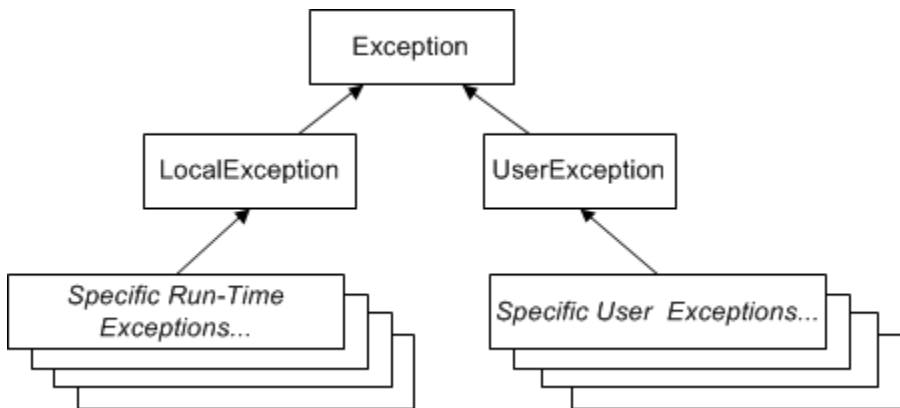 Exception
LocalException
UserException
Specific Run-Time
Exceptions...
Specific User Exceptions...